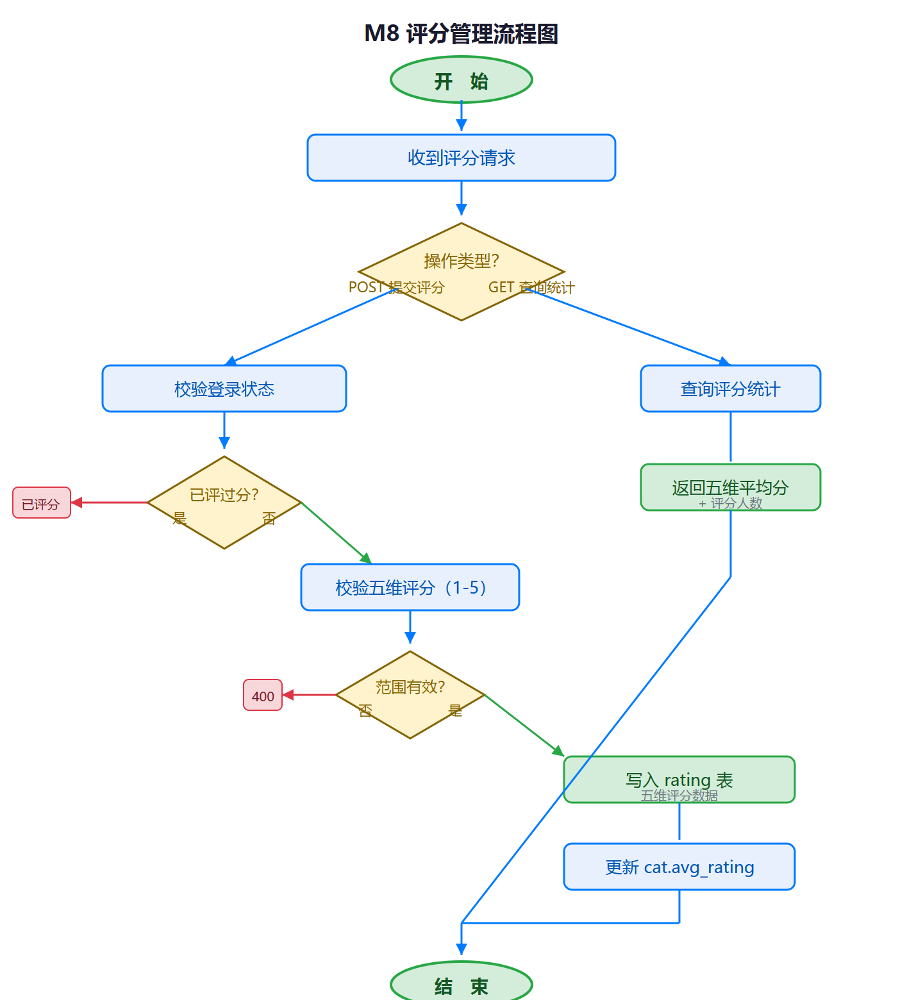 M8 评分管理流程图
开 始
收到评分请求
操作类型？
POST 提交评分
GET 查询统计
校验登录状态
查询评分统计
已评过分？
是
否
已评分
返回五维平均分
+ 评分人数
校验五维评分（1-5）
范围有效？
否
是
400
写入 rating 表
五维评分数据
更新 cat.avg_rating
结 束